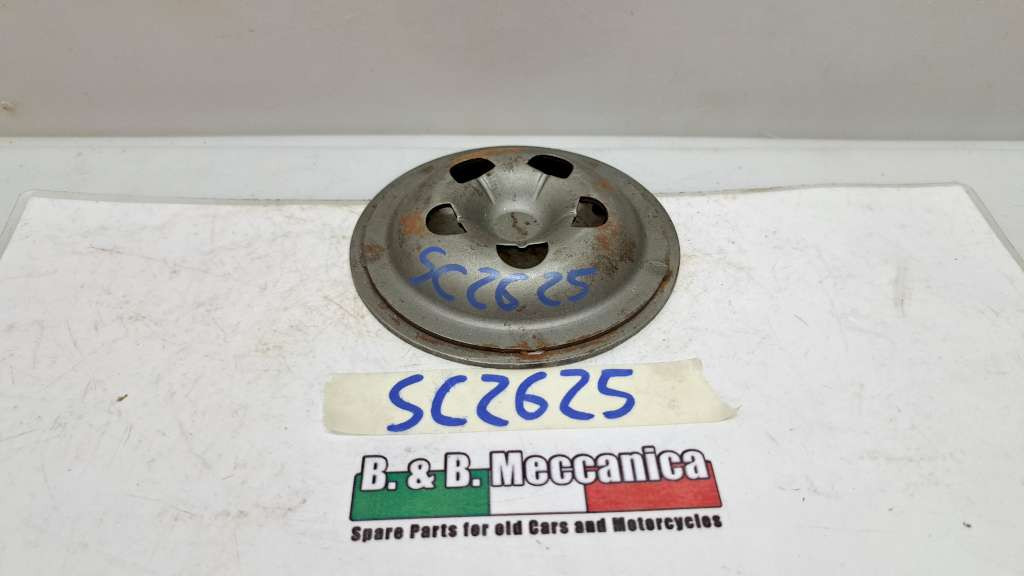 SC2625
SC2625
B. & B. Meccanica
Spare Parts for old Cars and Motorcycles